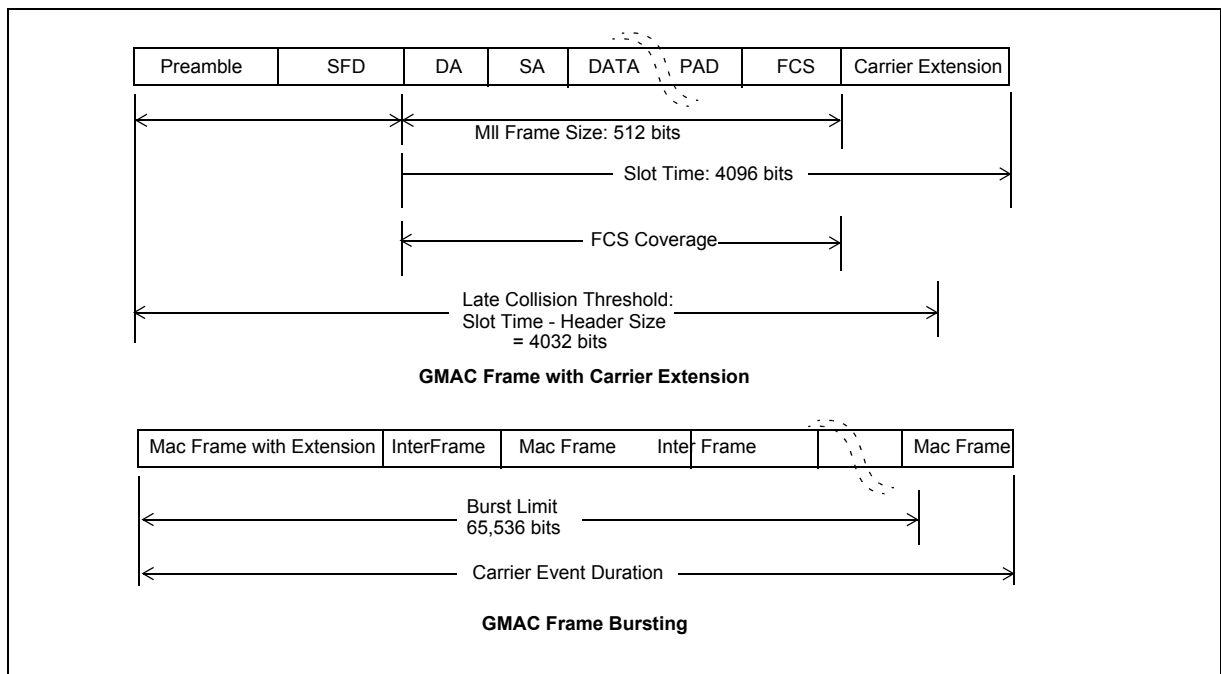 Preamble SFD DA SA DATA PAD FCS Carrier Extension
MII Frame Size: 512 bits
Slot Time: 4096 bits
FCS Coverage
Late Collision Threshold:
Slot Time - Header Size
= 4032 bits
GMAC Frame with Carrier Extension
Mac Frame with Extension InterFrame Mac Frame Inter Frame Mac Frame
Burst Limit
65,536 bits
Carrier Event Duration
GMAC Frame Bursting